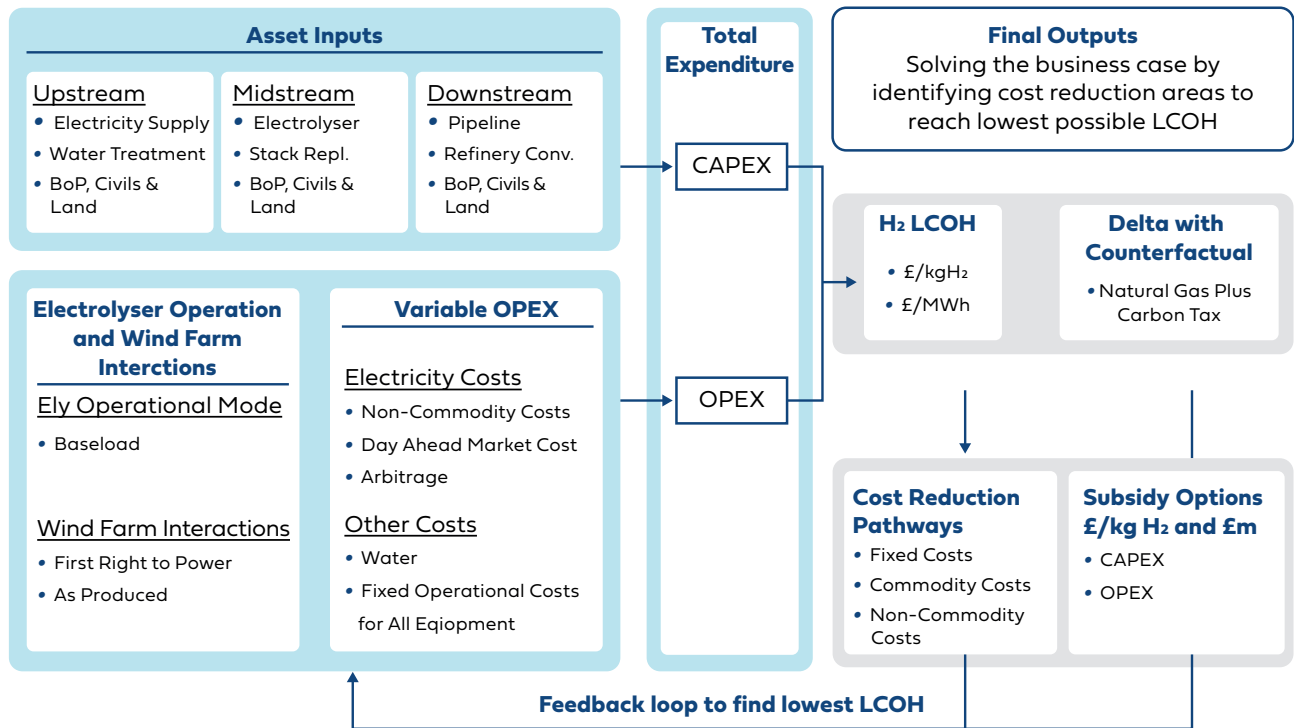 Asset Inputs
Upstream
• Electricity Supply
• Water Treatment
• BoP, Civils &
Land
Midstream
• Electrolyser
• Stack Repl.
• BoP, Civils &
Land
Downstream
• Pipeline
• Refinery Conv.
• BoP, Civils &
Land
Electrolyser Operation
and Wind Farm
Interctions
Ely Operational Mode
• Baseload
Wind Farm Interactions
• First Right to Power
• As Produced
Variable OPEX
Electricity Costs
• Non-Commodity Costs
• Day Ahead Market Cost
• Arbitrage
Other Costs
• Water
• Fixed Operational Costs
for All Eqiopment
Total
Expenditure
CAPEX
OPEX
Final Outputs
Solving the business case by
identifying cost reduction areas to
reach lowest possible LCOH
H₂ LCOH
• £/kgH₂
• £/MWh
Delta with
Counterfactual
• Natural Gas Plus
Carbon Tax
Cost Reduction
Pathways
• Fixed Costs
• Commodity Costs
• Non-Commodity
Costs
Subsidy Options
£/kg H₂ and £m
• CAPEX
• OPEX
Feedback loop to find lowest LCOH